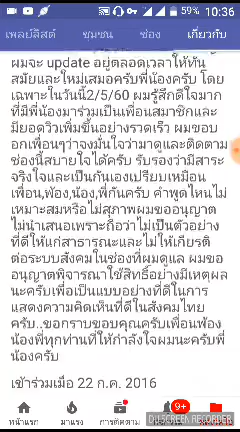 59% 10:36
เพลย์ลิสต์ ชุมชน ช่อง เกี่ยวกับ
ผมจะ update อยู่ตลอดเวลาให้ทัน
สมัยและใหม่เสมอครับพี่น้องครับ โดย
เฉพาะในวันนี้2/5/60 ผมรู้สึกดีใจมาก
ที่มีพี่น้องมาร่วมเป็นเพื่อนสมาชิกและ
มียอดวิวเพิ่มขึ้นอย่างรวดเร็ว ผมขอบ
อกเพื่อนๆว่าจงมั่นใจว่ามาดูและติดตาม
ช่องนี้สบายใจได้ครับ รับรองว่ามีสาระ
จริงใจและเป็นกันเองเปรียบเหมือน
เพื่อน,พ้อง,น้อง,พี่กันครับ คำพูดไหนไม่
เหมาะสมหรือไม่สุภาพผมขออนุญาต
ไม่นำเสนอเพราะถือว่าไม่เป็นตัวอย่าง
ที่ดีให้แก่สาธารณะและไม่ให้เกียรติ
ต่อระบบสังคมในช่องที่ผมดูแล ผมขอ
อนุญาตพิจารณาใช้สิทธิ์อย่างมีเหตุผล
นะครับเพื่อเป็นแบบอย่างที่ดีในการ
แสดงความคิดเห็นที่ดีในสังคมไทย
ครับ..ขอกราบขอบคุณครับเพื่อนพ้อง
น้องพี่ทุกท่านที่ให้กำลังใจผมนะครับพี่
น้องครับ
เข้าร่วมเมื่อ 22 ก.ค. 2016
9+
DU SCREEN RECORDER
หน้าแรก มาแรง การติดตาม